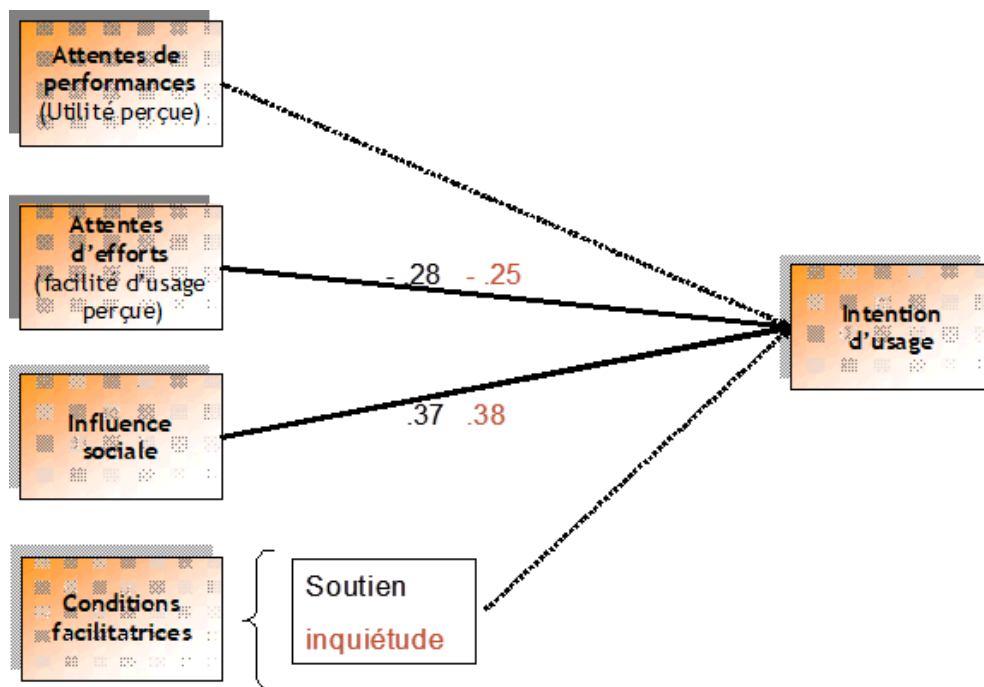 Attentes de
performances
(Utilité perçue)
Attentes
d'efforts
(facilité d'usage
perçue)
- .28 - .25
Intention
d'usage
Influence
sociale
.37 .38
Conditions
facilitatrices
Soutien
inquiétude